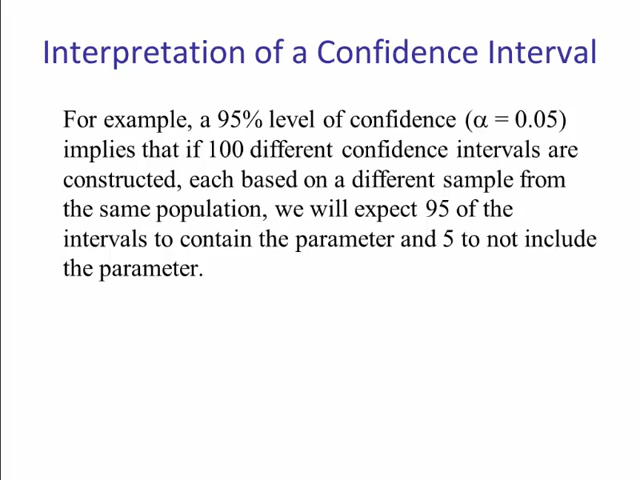 Interpretation of a Confidence Interval
For example, a 95% level of confidence (α = 0.05)
implies that if 100 different confidence intervals are
constructed, each based on a different sample from
the same population, we will expect 95 of the
intervals to contain the parameter and 5 to not include
the parameter.